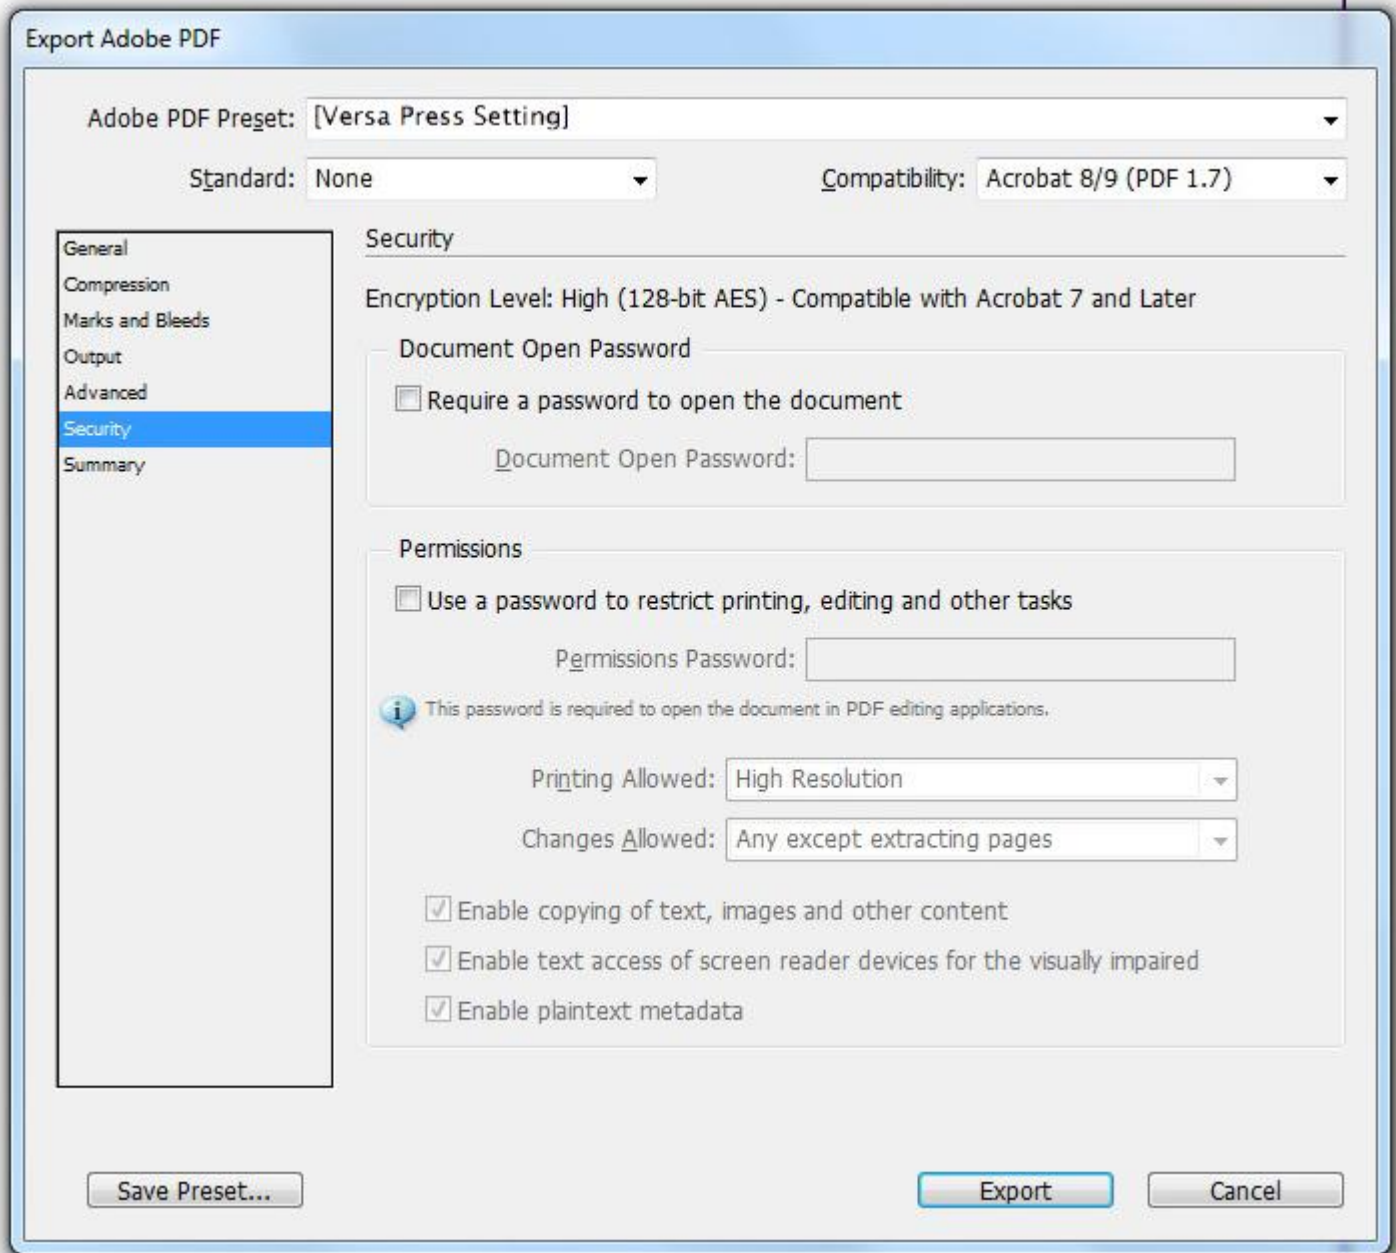 Export Adobe PDF
Adobe PDF Preset: [Versa Press Setting]
Standard: None Compatibility: Acrobat 8/9 (PDF 1.7)
General
Compression
Marks and Bleeds
Output
Advanced
Security
Summary
Security
Encryption Level: High (128-bit AES) - Compatible with Acrobat 7 and Later
Document Open Password
Require a password to open the document
Document Open Password:
Permissions
Use a password to restrict printing, editing and other tasks
Permissions Password:
This password is required to open the document in PDF editing applications.
Printing Allowed: High Resolution
Changes Allowed: Any except extracting pages
Enable copying of text, images and other content
Enable text access of screen reader devices for the visually impaired
Enable plaintext metadata
Save Preset... Export Cancel